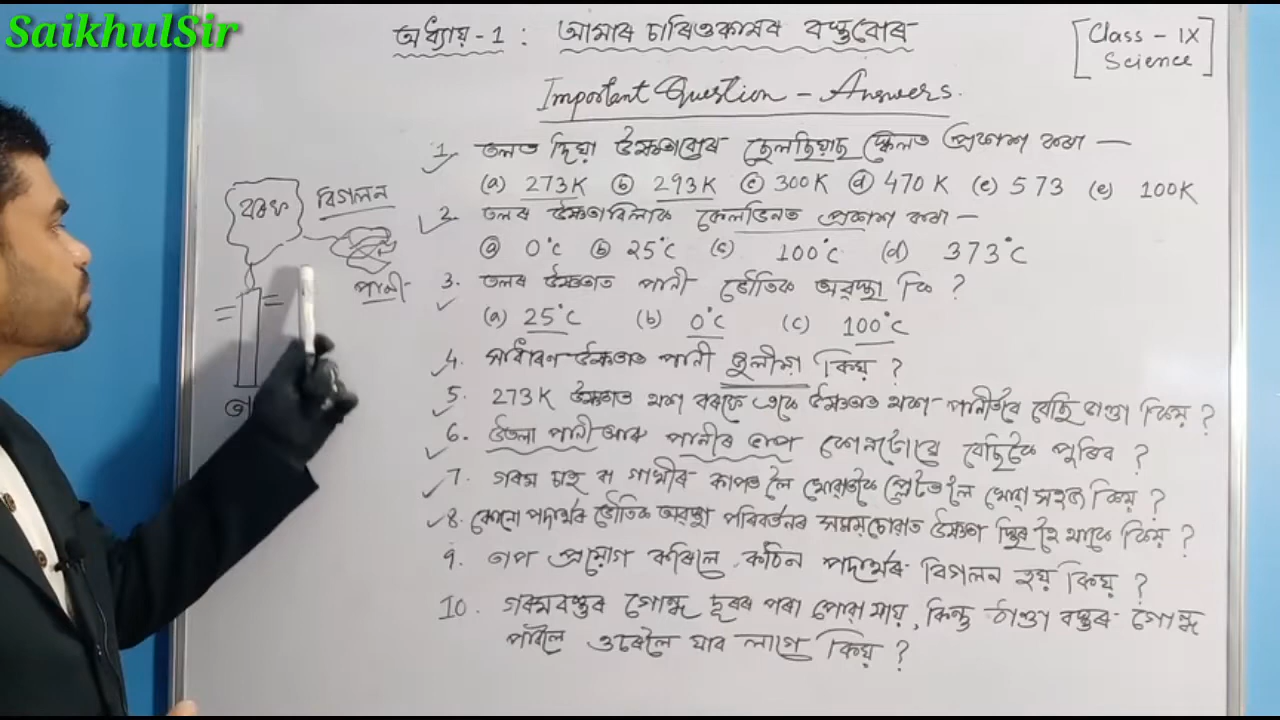 SaikhulSir
অধ্যায় - 1 : আমাৰ চাৰিওকাষৰ বস্তুবোৰ
[Class - IX
Science]
Important Question - Answers.
1. তলত দিয়া উষ্ণতাবোৰ ছেলছিয়াছ স্কেলত প্ৰকাশ কৰা —
(a) 273K (b) 293K (c) 300K (d) 470K (e) 573 (e) 100K
2. তলৰ উষ্ণতাবিলাক কেলভিনত প্ৰকাশ কৰা —
(a) 0°C (b) 25°C (c) 100°C (d) 373°C
3. তলৰ উষ্ণতাত পানী ভৌতিক অৱস্থা কি ?
(a) 25°C (b) 0°C (c) 100°C
4. সাধাৰণ উষ্ণতাত পানী জুলীয়া কিয় ?
5. 273K উষ্ণতাত থকা বৰফে একে উষ্ণতাত থকা পানীতকৈ বেছি ঠাণ্ডা কিয় ?
6. উতলা পানী আৰু পানীৰ ভাপ কোনটোৱে বেছিকৈ পুৰিব ?
7. গৰম চাহ বা গাখীৰ কাপত লৈ খোৱাতকৈ প্লেটত লৈ খোৱা সহজ কিয় ?
8. কোনো পদাৰ্থৰ ভৌতিক অৱস্থা পৰিবৰ্তনৰ সময়চোৱাত উষ্ণতা স্থিৰ হৈ থাকে কিয় ?
9. তাপ প্ৰয়োগ কৰিলে কঠিন পদাৰ্থৰ বিগলন হয় কিয় ?
10. গৰম বস্তুৰ গোন্ধ দূৰৰ পৰা পোৱা যায়, কিন্তু ঠাণ্ডা বস্তুৰ গোন্ধ
পাবলৈ ওচৰলৈ যাব লাগে কিয় ?
বৰফ
বিগলন
পানী